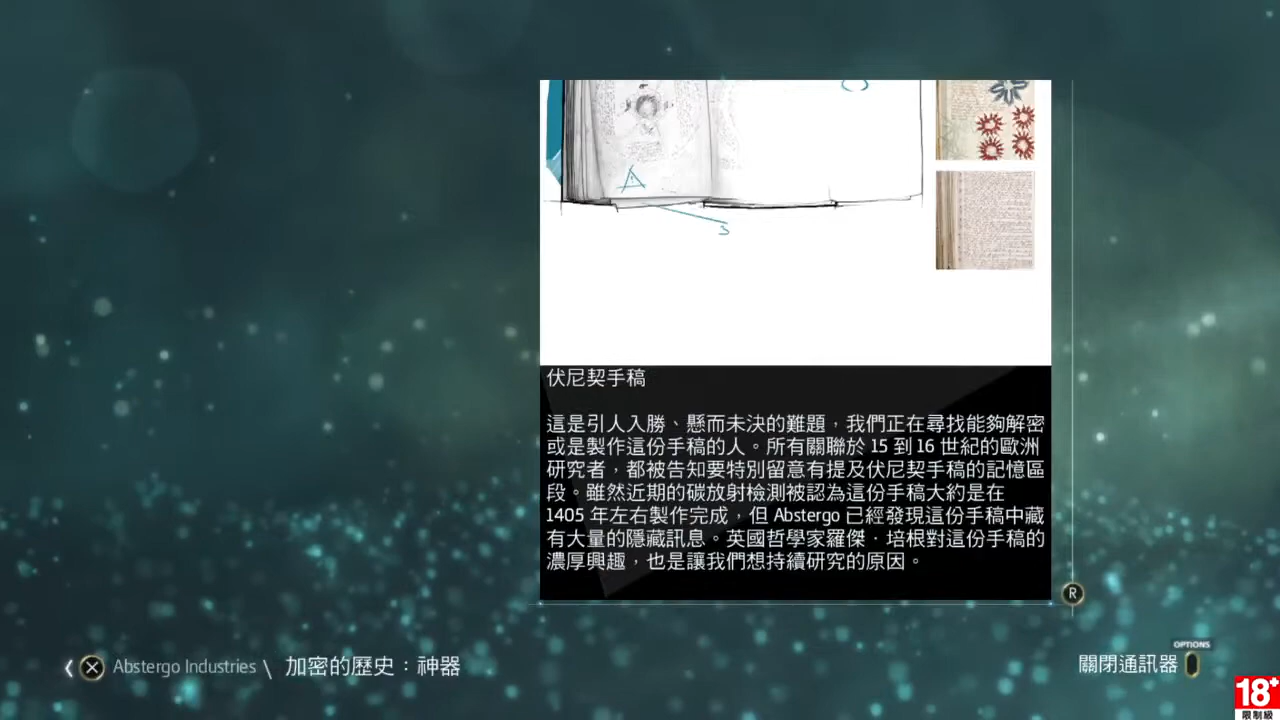 A
3
伏尼契手稿
這是引人入勝、懸而未決的難題，我們正在尋找能夠解密
或是製作這份手稿的人。所有關聯於 15 到 16 世紀的歐洲
研究者，都被告知要特別留意有提及伏尼契手稿的記憶區
段。雖然近期的碳放射檢測被認為這份手稿大約是在
1405 年左右製作完成，但 Abstergo 已經發現這份手稿中藏
有大量的隱藏訊息。英國哲學家羅傑．培根對這份手稿的
濃厚興趣，也是讓我們想持續研究的原因。
R
Abstergo Industries \ 加密的歷史：神器
OPTIONS
關閉通訊器
18+
限制級